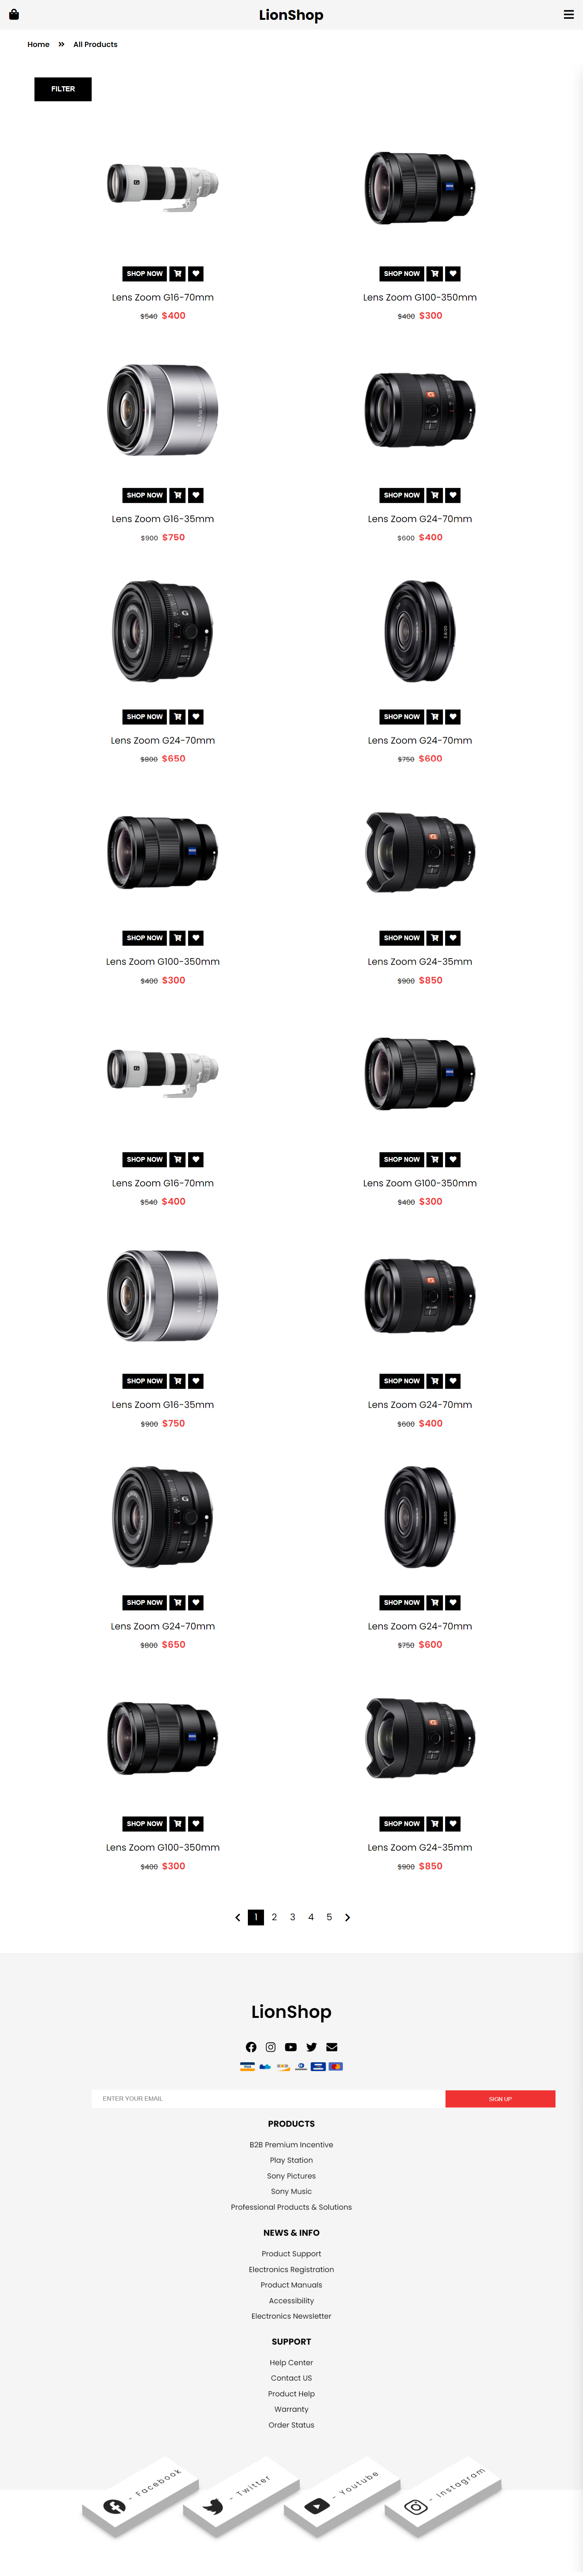 LionShop
Home » All Products
FILTER
SHOP NOW SHOP NOW
Lens Zoom G16-70mm Lens Zoom G100-350mm
$540 $400 $400 $300
SHOP NOW SHOP NOW
Lens Zoom G16-35mm Lens Zoom G24-70mm
$900 $750 $600 $400
SHOP NOW SHOP NOW
Lens Zoom G24-70mm Lens Zoom G24-70mm
$800 $650 $750 $600
SHOP NOW SHOP NOW
Lens Zoom G100-350mm Lens Zoom G24-35mm
$400 $300 $900 $850
SHOP NOW SHOP NOW
Lens Zoom G16-70mm Lens Zoom G100-350mm
$540 $400 $400 $300
SHOP NOW SHOP NOW
Lens Zoom G16-35mm Lens Zoom G24-70mm
$900 $750 $600 $400
SHOP NOW SHOP NOW
Lens Zoom G24-70mm Lens Zoom G24-70mm
$800 $650 $750 $600
SHOP NOW SHOP NOW
Lens Zoom G100-350mm Lens Zoom G24-35mm
$400 $300 $900 $850
1 2 3 4 5
LionShop
ENTER YOUR EMAIL SIGN UP
PRODUCTS
B2B Premium Incentive
Play Station
Sony Pictures
Sony Music
Professional Products & Solutions
NEWS & INFO
Product Support
Electronics Registration
Product Manuals
Accessibility
Electronics Newsletter
SUPPORT
Help Center
Contact US
Product Help
Warranty
Order Status
- Facebook
- Twitter
- Youtube
- Instagram